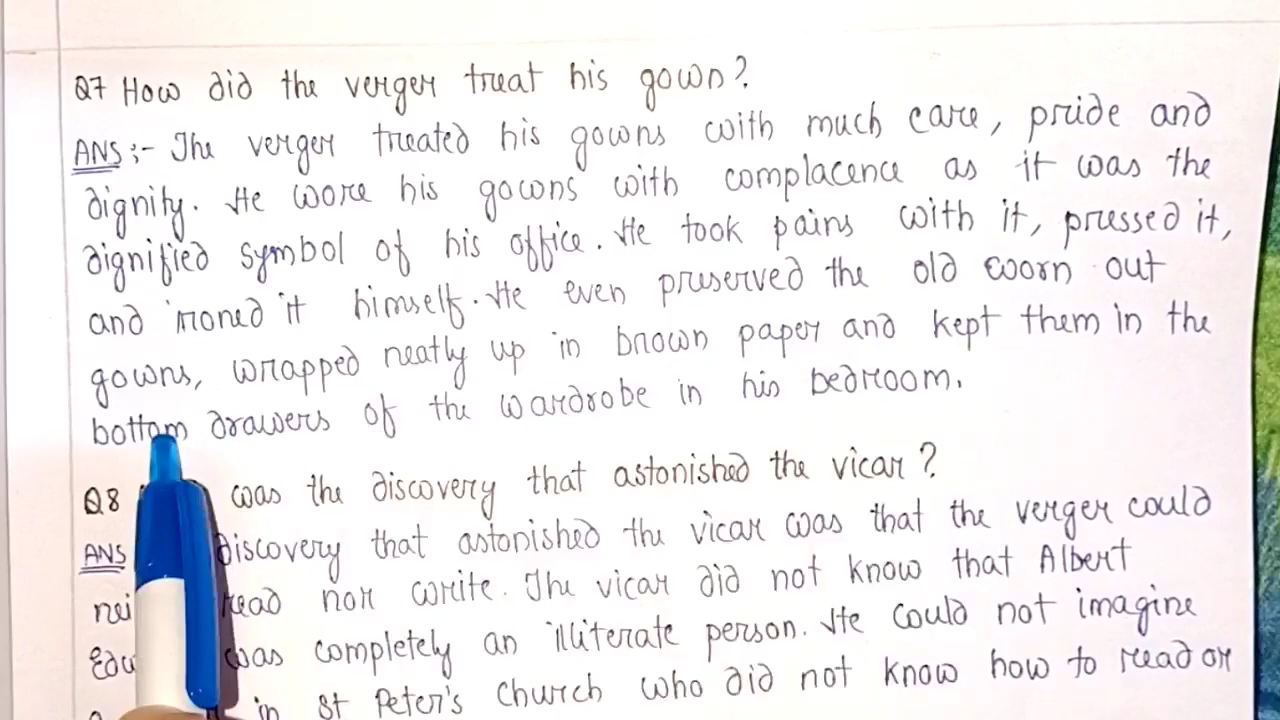 Q7 How did the verger treat his gown?
ANS :- The verger treated his gowns with much care, pride and
dignity. He wore his gowns with complacence as it was the
dignified symbol of his office. He took pains with it, pressed it,
and ironed it himself. He even preserved the old worn out
gowns, wrapped neatly up in brown paper and kept them in the
bottom drawers of the wardrobe in his bedroom.
Q8 was the discovery that astonished the vicar?
ANS discovery that astonished the vicar was that the verger could
read nor write. The vicar did not know that Albert
was completely an illiterate person. He could not imagine
in St Peter's Church who did not know how to read or